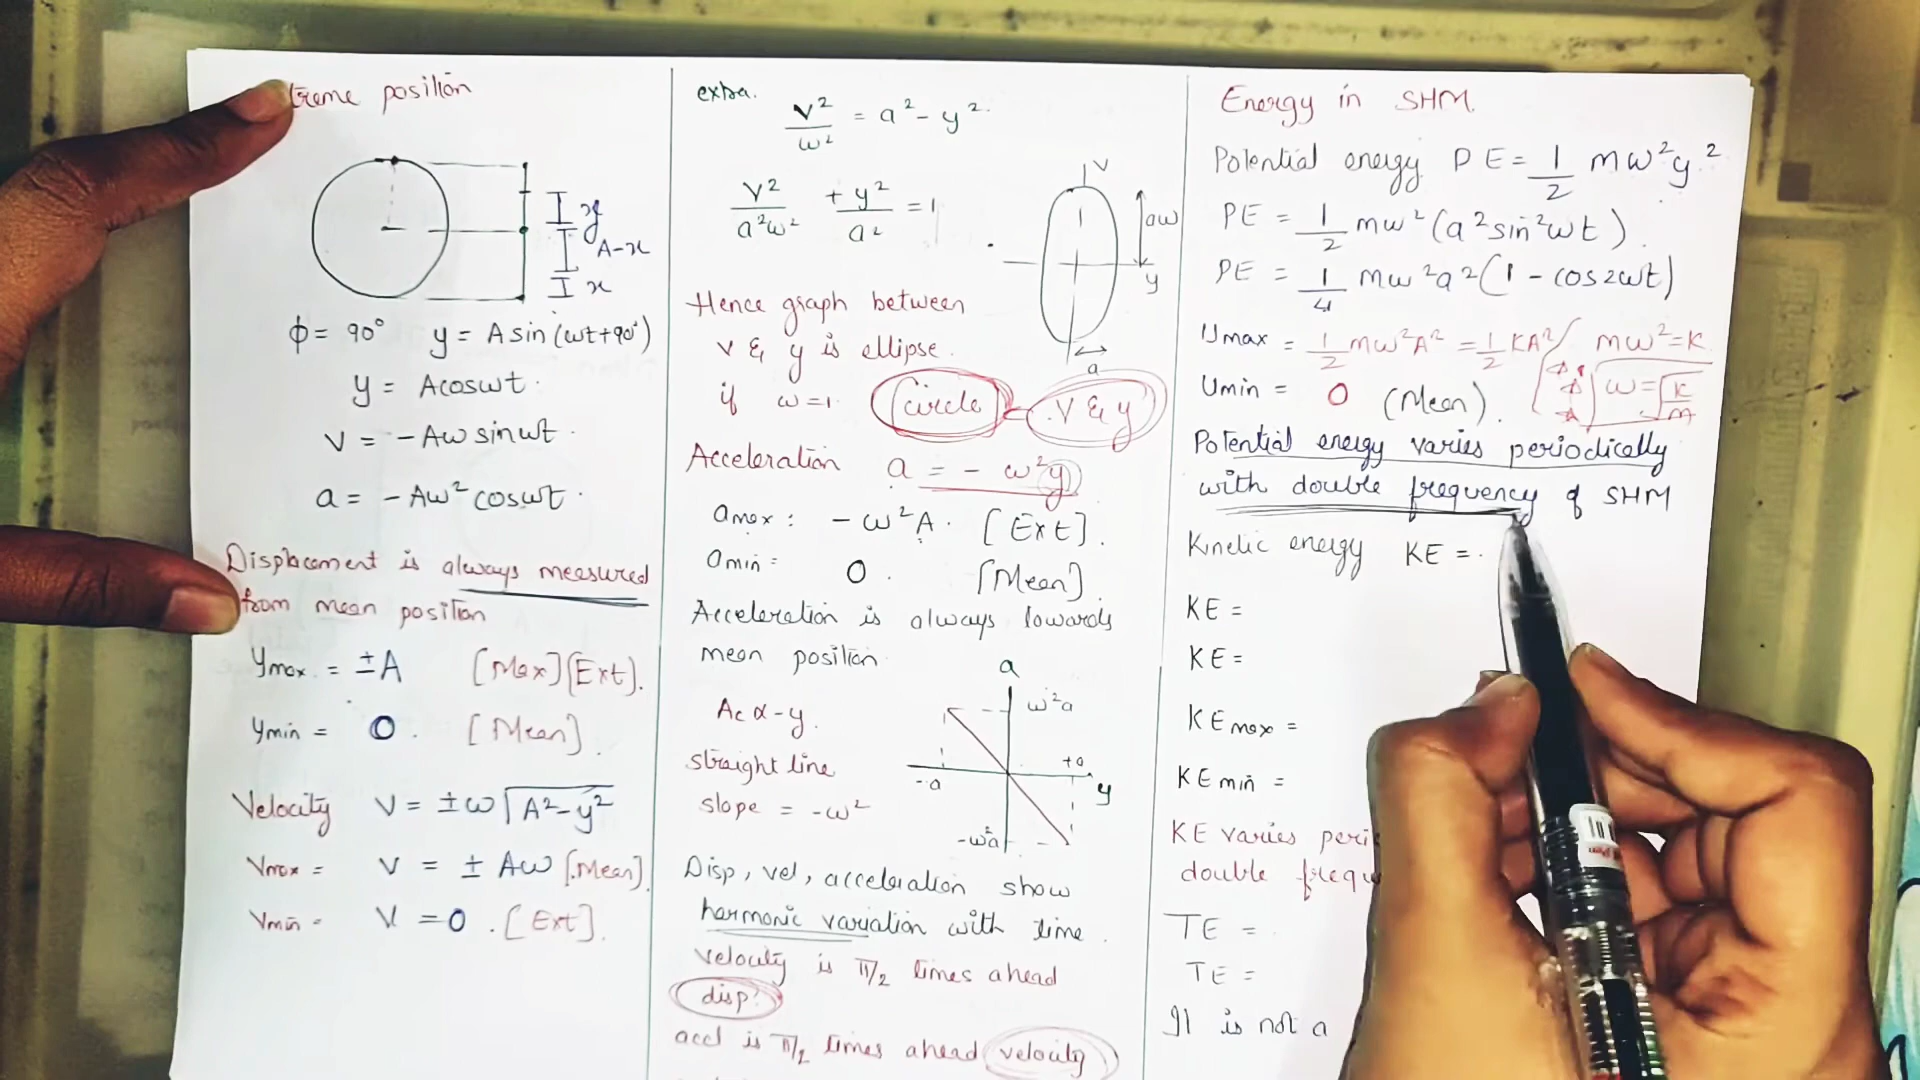 treme position
I y
A-x
I x
ϕ = 90° y = A sin (ωt+90°)
y = A cosωt.
v = -Aω sinωt.
a = -Aω² cosωt.
Displacement is always measured
from mean position
ymax. = ±A [Max][Ext].
ymin = 0. [Mean].
Velocity V = ±ω√A²-y²
Vmax = V = ± Aω [Mean].
Vmin = V = 0. [Ext].
extra.
V²/ω² = a² - y².
V²/a²ω² + y²/a² = 1
V
aω
y
a
Hence graph between
V & y is ellipse.
if ω=1 Circle V & y
Acceleration a = - ω²y
amax: - ω²A. [Ext].
amin = 0. [Mean].
Acceleration is always towards
mean position
Ac α -y.
straight line
slope = -ω²
a
ω²a
-a +a
y
-ω²a
Disp, vel, acceleration show
harmonic variation with time.
velocity is π/2 times ahead
disp.
accl is π/2 times ahead velocity
Energy in SHM.
Potential energy PE = 1/2 mω²y²
PE = 1/2 mω²(a²sin²ωt).
PE = 1/4 mω²a²(1 - cos2ωt)
Umax = 1/2 mω²A² = 1/2 KA² mω²=K
Umin = 0 (Mean). ω = √K/m
Potential energy varies periodically
with double frequency of SHM
Kinetic energy KE =.
KE =
KE =
KEmax =
KEmin =
KE varies peri
double frequ
TE =
TE =
It is not a